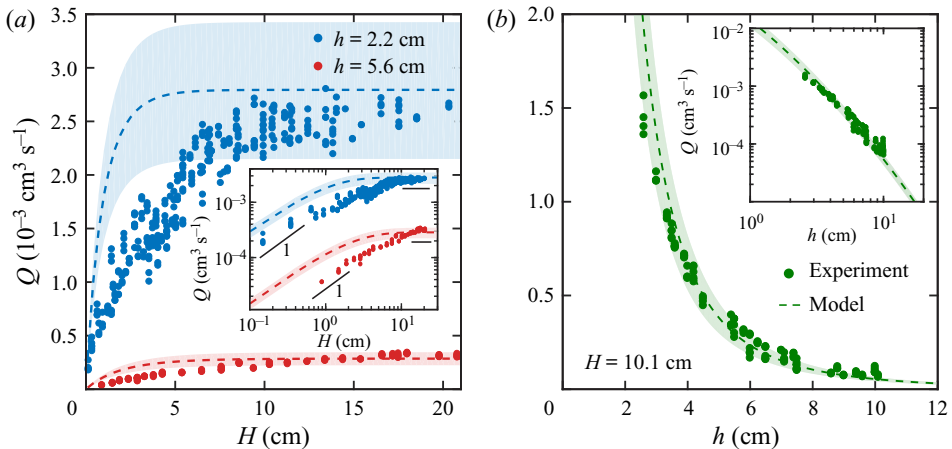 (a)
3.5
3.0
2.5
2.0
1.5
1.0
0.5
0
5
10
15
20
Q (10⁻³ cm³ s⁻¹)
H (cm)
h = 2.2 cm
h = 5.6 cm
Q (cm³ s⁻¹)
10⁻³
10⁻⁴
10⁻¹
10⁰
10¹
H (cm)
1
1
(b)
2.0
1.5
1.0
0.5
0
2
4
6
8
10
12
h (cm)
H = 10.1 cm
Q (cm³ s⁻¹)
10⁻²
10⁻³
10⁻⁴
10⁰
10¹
h (cm)
Experiment
Model